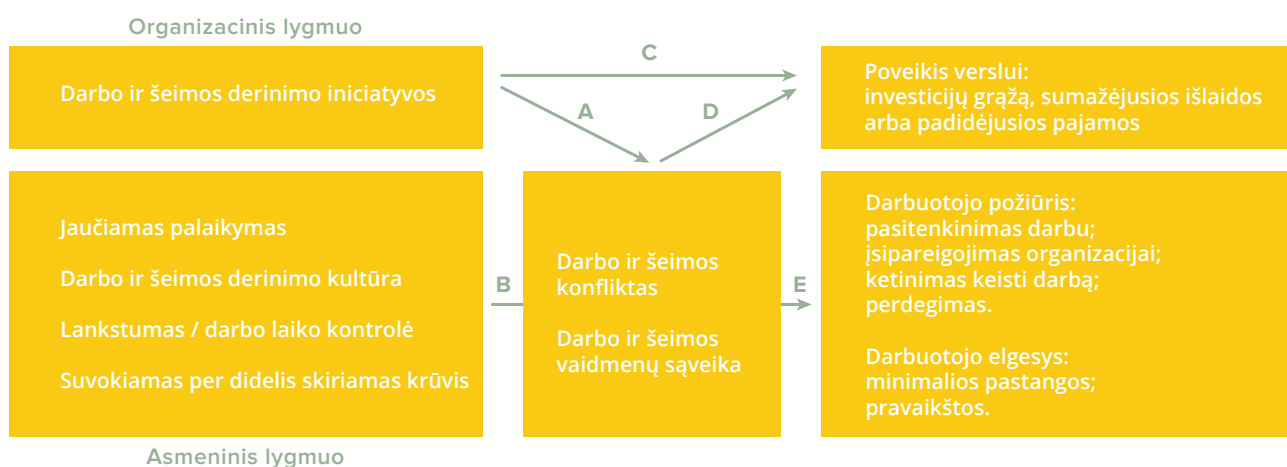 Organizacinis lygmuo
Darbo ir šeimos derinimo iniciatyvos
C
A
D
Poveikis verslui:
investicijų grąžą, sumažėjusios išlaidos
arba padidėjusios pajamos
Jaučiamas palaikymas
Darbo ir šeimos derinimo kultūra
Lankstumas / darbo laiko kontrolė
Suvokiamas per didelis skiriamas krūvis
B
Darbo ir šeimos
konfliktas
Darbo ir šeimos
vaidmenų sąveika
E
Darbuotojo požiūris:
pasitenkinimas darbu;
įsipareigojimas organizacijai;
ketinimas keisti darbą;
perdegimas.
Darbuotojo elgesys:
minimalios pastangos;
pravaikštos.
Asmeninis lygmuo